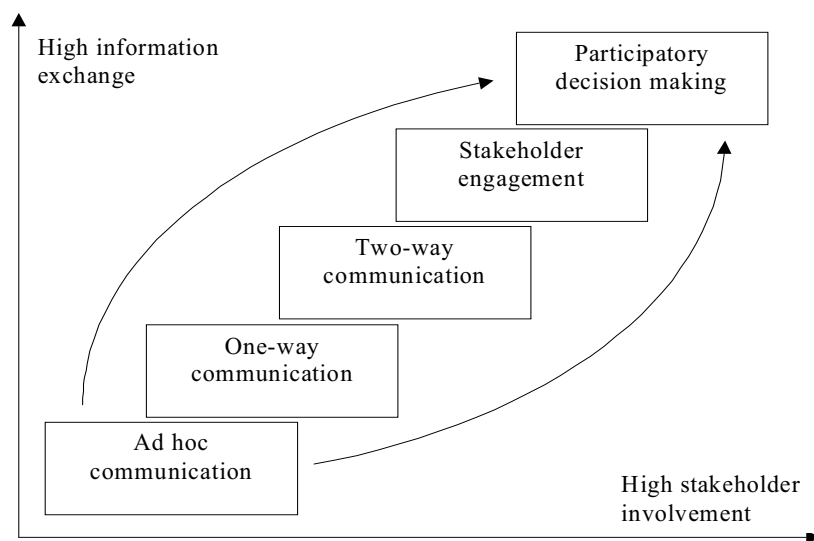 High information
exchange
Participatory
decision making
Stakeholder
engagement
Two-way
communication
One-way
communication
Ad hoc
communication
High stakeholder
involvement